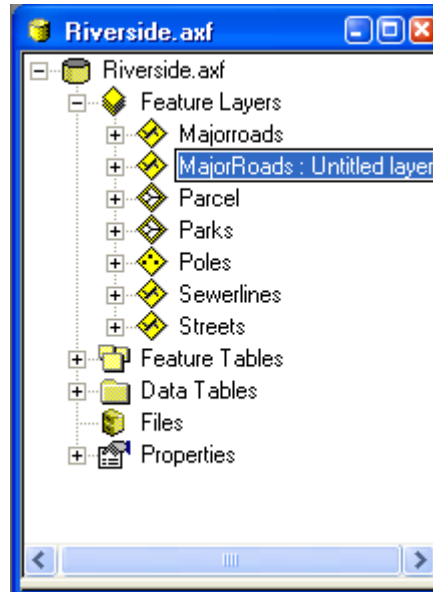 Riverside.axf
Riverside.axf
Feature Layers
Majorroads
MajorRoads : Untitled layer
Parcel
Parks
Poles
Sewerlines
Streets
Feature Tables
Data Tables
Files
Properties